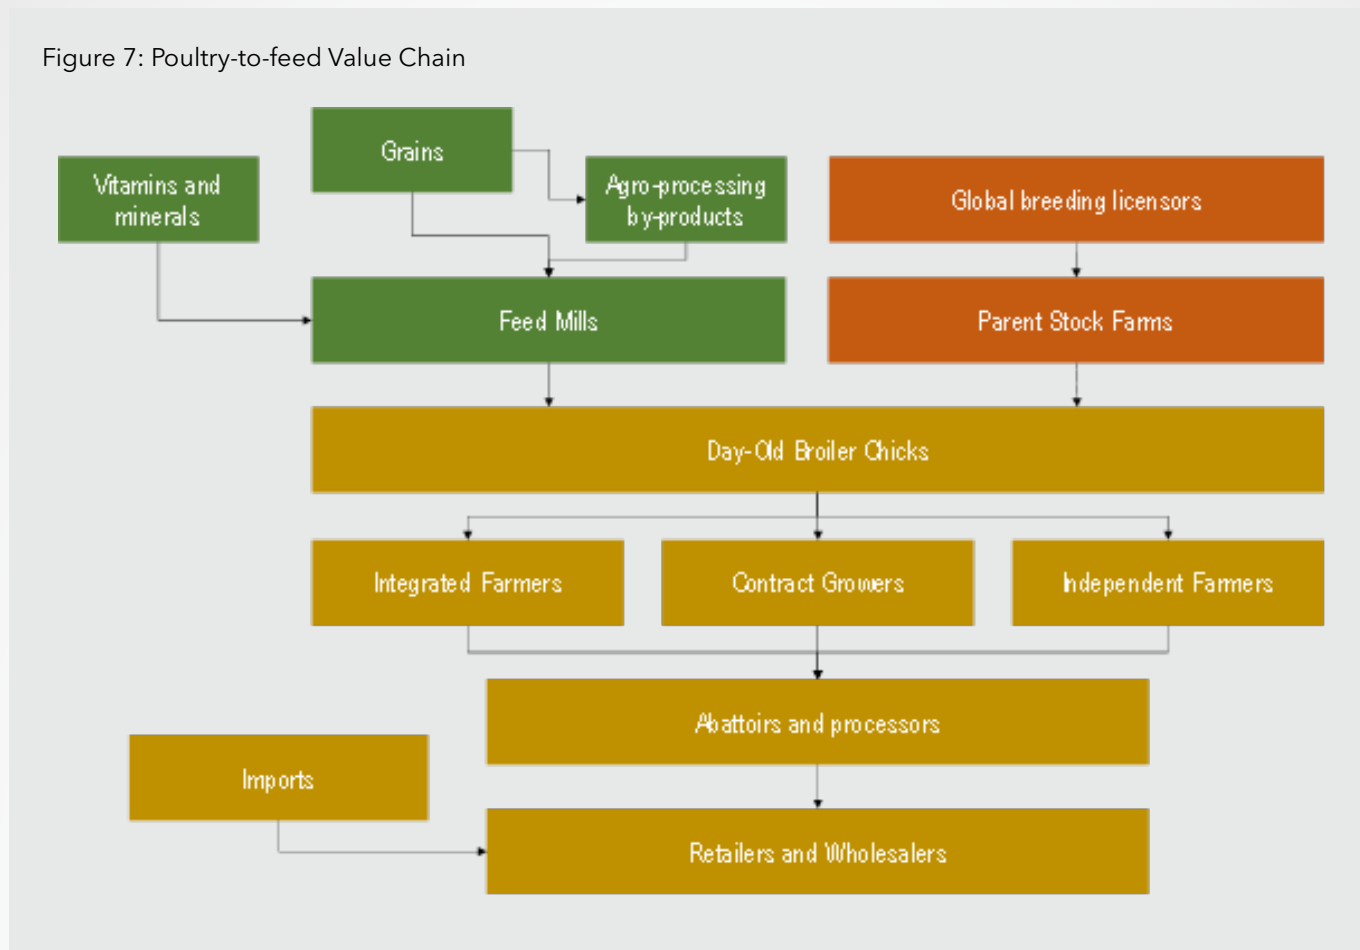 Figure 7: Poultry-to-feed Value Chain
Grains
Vitamins and
minerals
Agro-processing
by-products
Global breeding licensors
Feed Mills
Parent Stock Farms
Day-Old Broiler Chicks
Integrated Farmers
Contract Growers
Independent Farmers
Abattoirs and processors
Imports
Retailers and Wholesalers